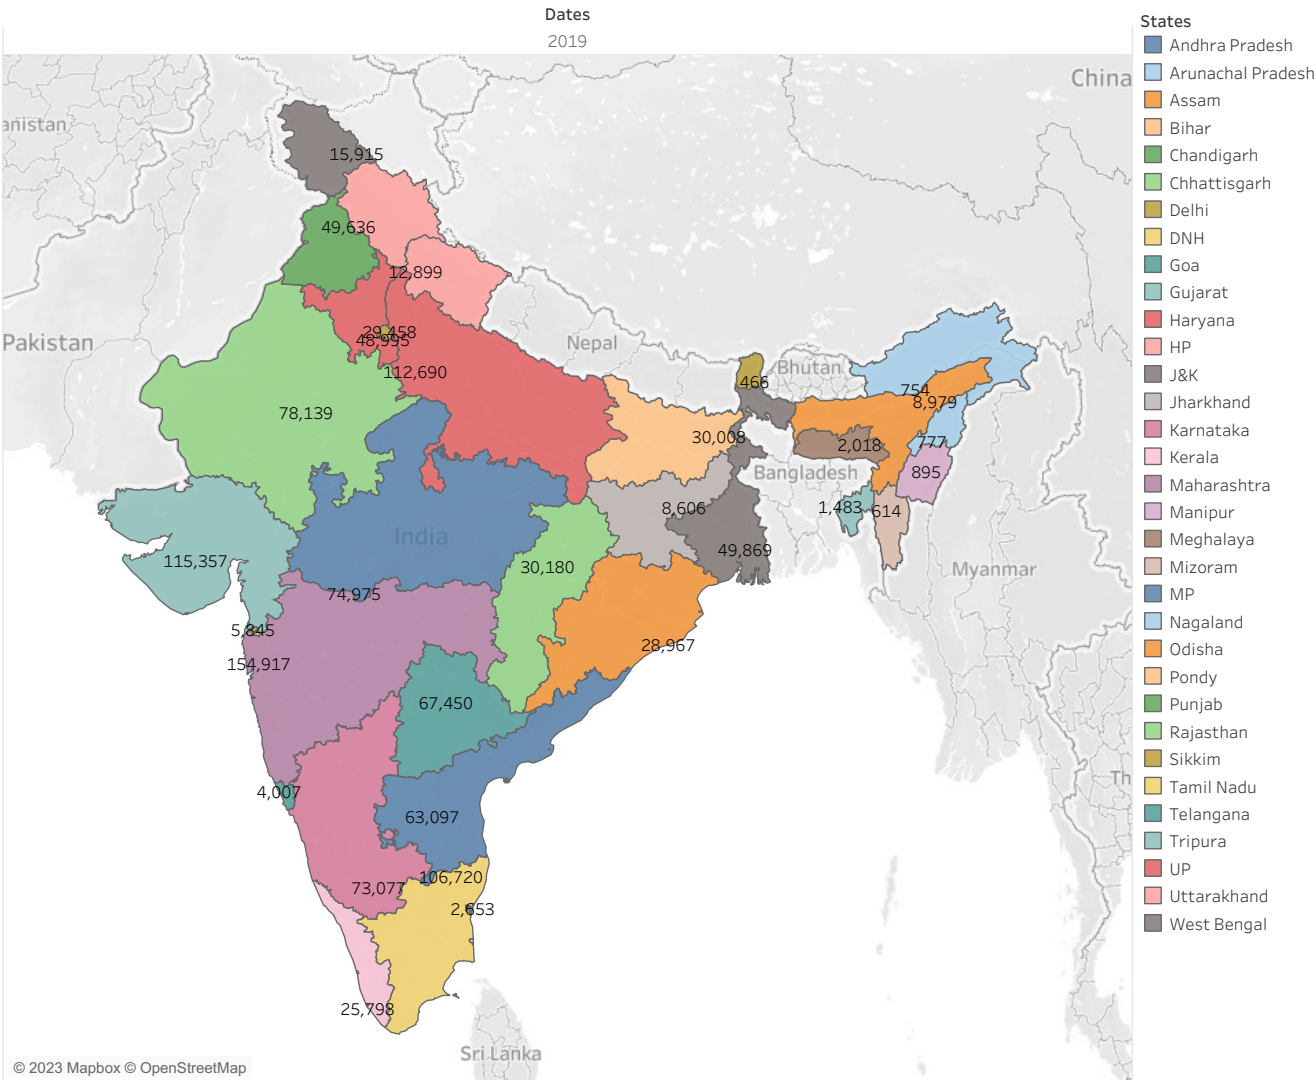 Dates
2019
States
Andhra Pradesh
Arunachal Pradesh
Assam
Bihar
Chandigarh
Chhattisgarh
Delhi
DNH
Goa
Gujarat
Haryana
HP
J&K
Jharkhand
Karnataka
Kerala
Maharashtra
Manipur
Meghalaya
Mizoram
MP
Nagaland
Odisha
Pondy
Punjab
Rajasthan
Sikkim
Tamil Nadu
Telangana
Tripura
UP
Uttarakhand
West Bengal
China
anistan
15,915
49,636
12,899
29,458
48,995
Pakistan
Nepal
Bhutan
112,690
466
754
8,979
78,139
30,008
2,018
777
Bangladesh
895
8,606
1,483
614
India
49,869
115,357
30,180
Myanmar
74,975
5,845
28,967
154,917
67,450
Th
4,007
63,097
106,720
73,077
2,653
25,798
Sri Lanka
© 2023 Mapbox © OpenStreetMap